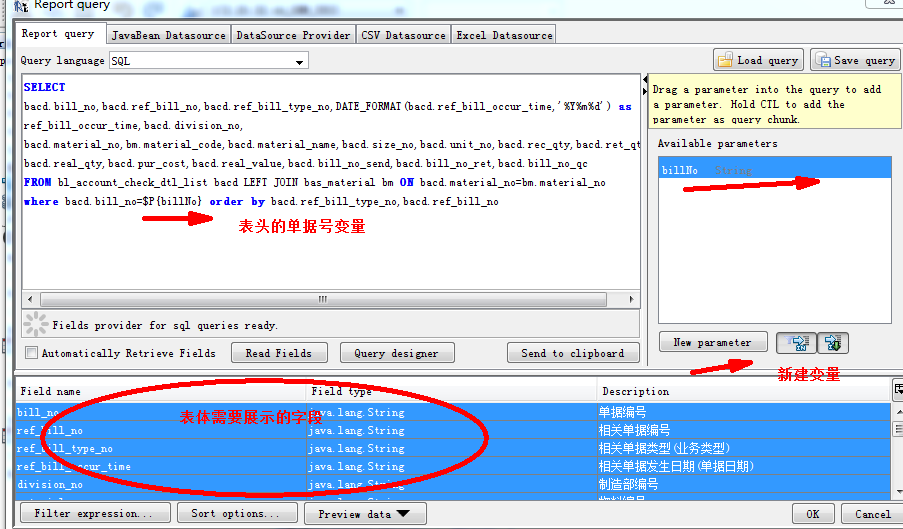 Report query
Report query
JavaBean Datasource
DataSource Provider
CSV Datasource
Excel Datasource
Query language
SQL
Load query
Save query
SELECT
bacd.bill_no,bacd.ref_bill_no,bacd.ref_bill_type_no,DATE_FORMAT(bacd.ref_bill_occur_time,'%Y%m%d') as
ref_bill_occur_time,bacd.division_no,
bacd.material_no,bm.material_code,bacd.material_name,bacd.size_no,bacd.unit_no,bacd.rec_qty,bacd.ret_qt
bacd.real_qty,bacd.pur_cost,bacd.real_value,bacd.bill_no_send,bacd.bill_no_ret,bacd.bill_no_qc
FROM bl_account_check_dtl_list bacd LEFT JOIN bas_material bm ON bacd.material_no=bm.material_no
where bacd.bill_no=$P{billNo} order by bacd.ref_bill_type_no,bacd.ref_bill_no
表头的单据号变量
Drag a parameter into the query to add
a parameter. Hold CTL to add the
parameter as query chunk.
Available parameters
billNo String
Fields provider for sql queries ready.
Automatically Retrieve Fields
Read Fields
Query designer
Send to clipboard
New parameter
新建变量
Field name
Field type
Description
表体需要展示的字段
bill_no java.lang.String 单据编号
ref_bill_no java.lang.String 相关单据编号
ref_bill_type_no java.lang.String 相关单据类型(业务类型)
ref_bill_occur_time java.lang.String 相关单据发生日期(单据日期)
division_no java.lang.String 制造部编号
Filter expression...
Sort options...
Preview data
OK
Cancel